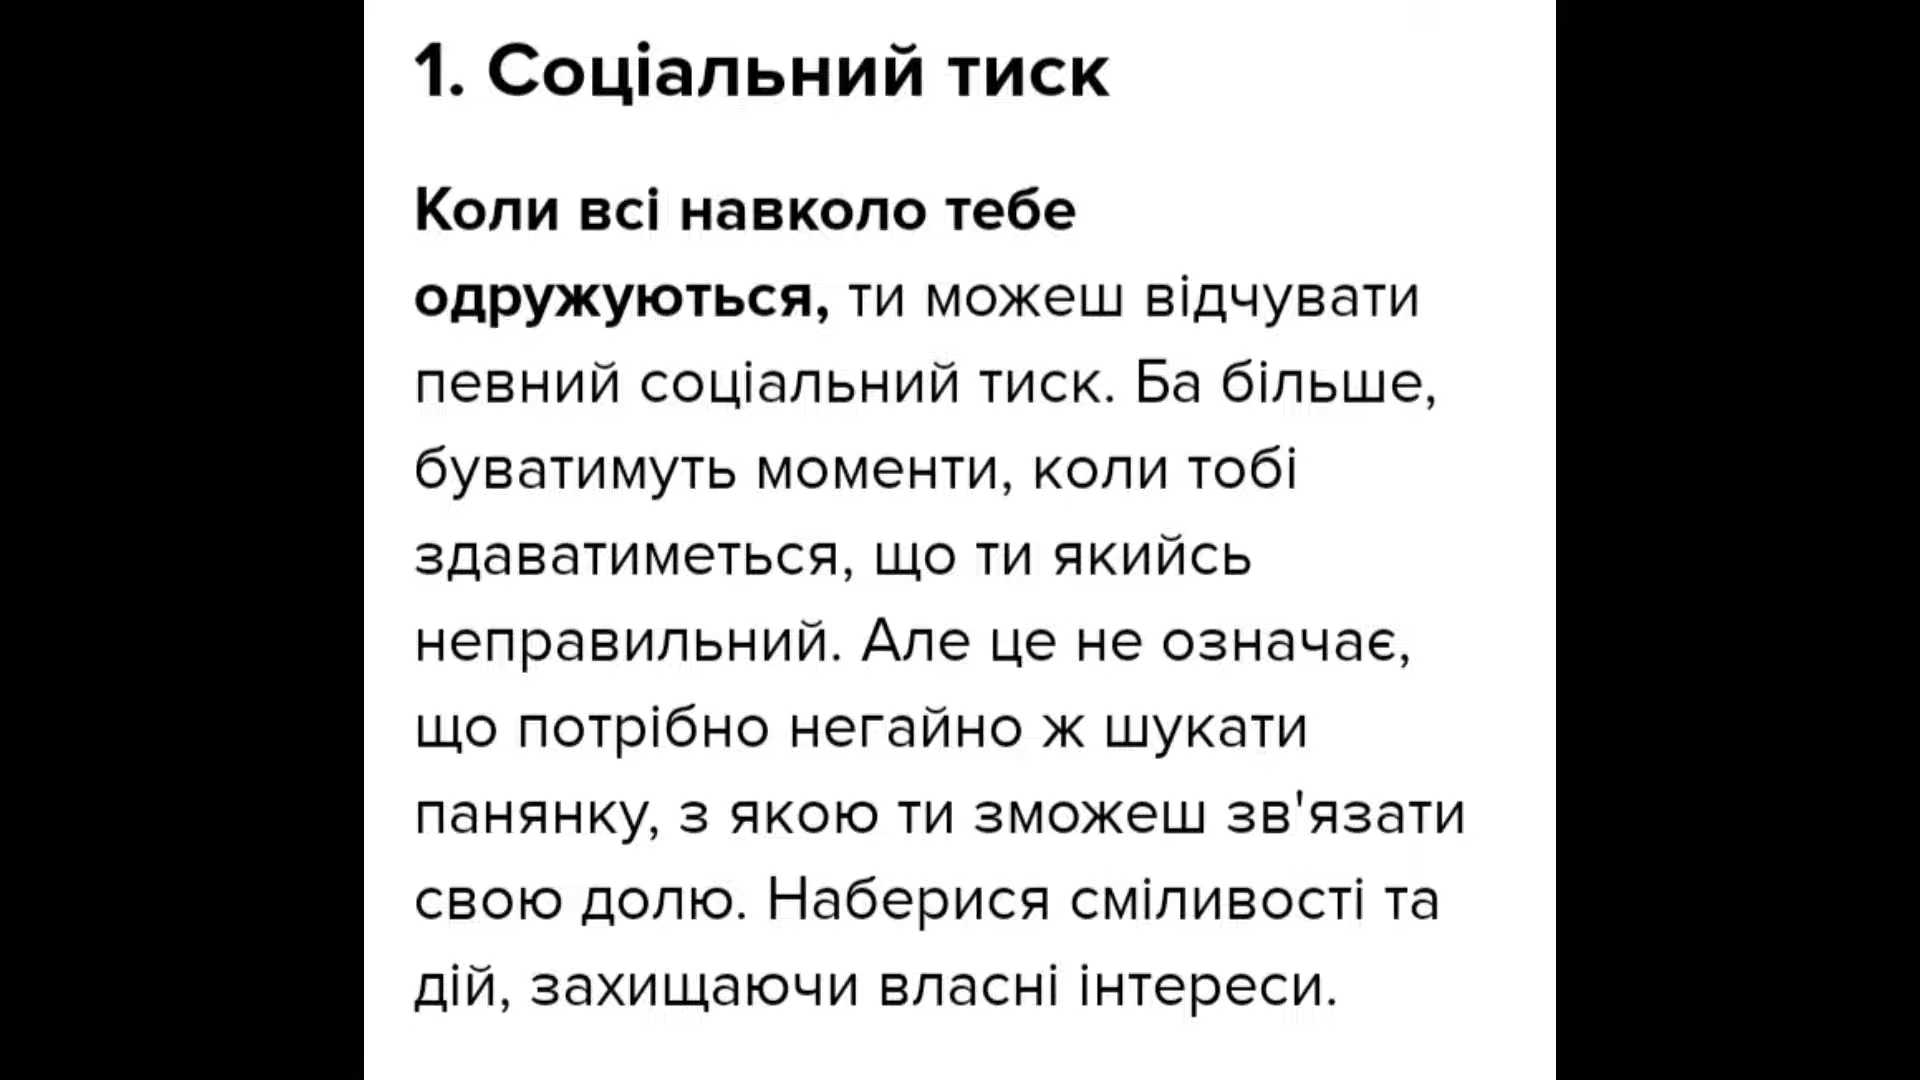 1. Соціальний тиск
Коли всі навколо тебе
одружуються, ти можеш відчувати
певний соціальний тиск. Ба більше,
буватимуть моменти, коли тобі
здаватиметься, що ти якийсь
неправильний. Але це не означає,
що потрібно негайно ж шукати
панянку, з якою ти зможеш зв'язати
свою долю. Наберися сміливості та
дій, захищаючи власні інтереси.